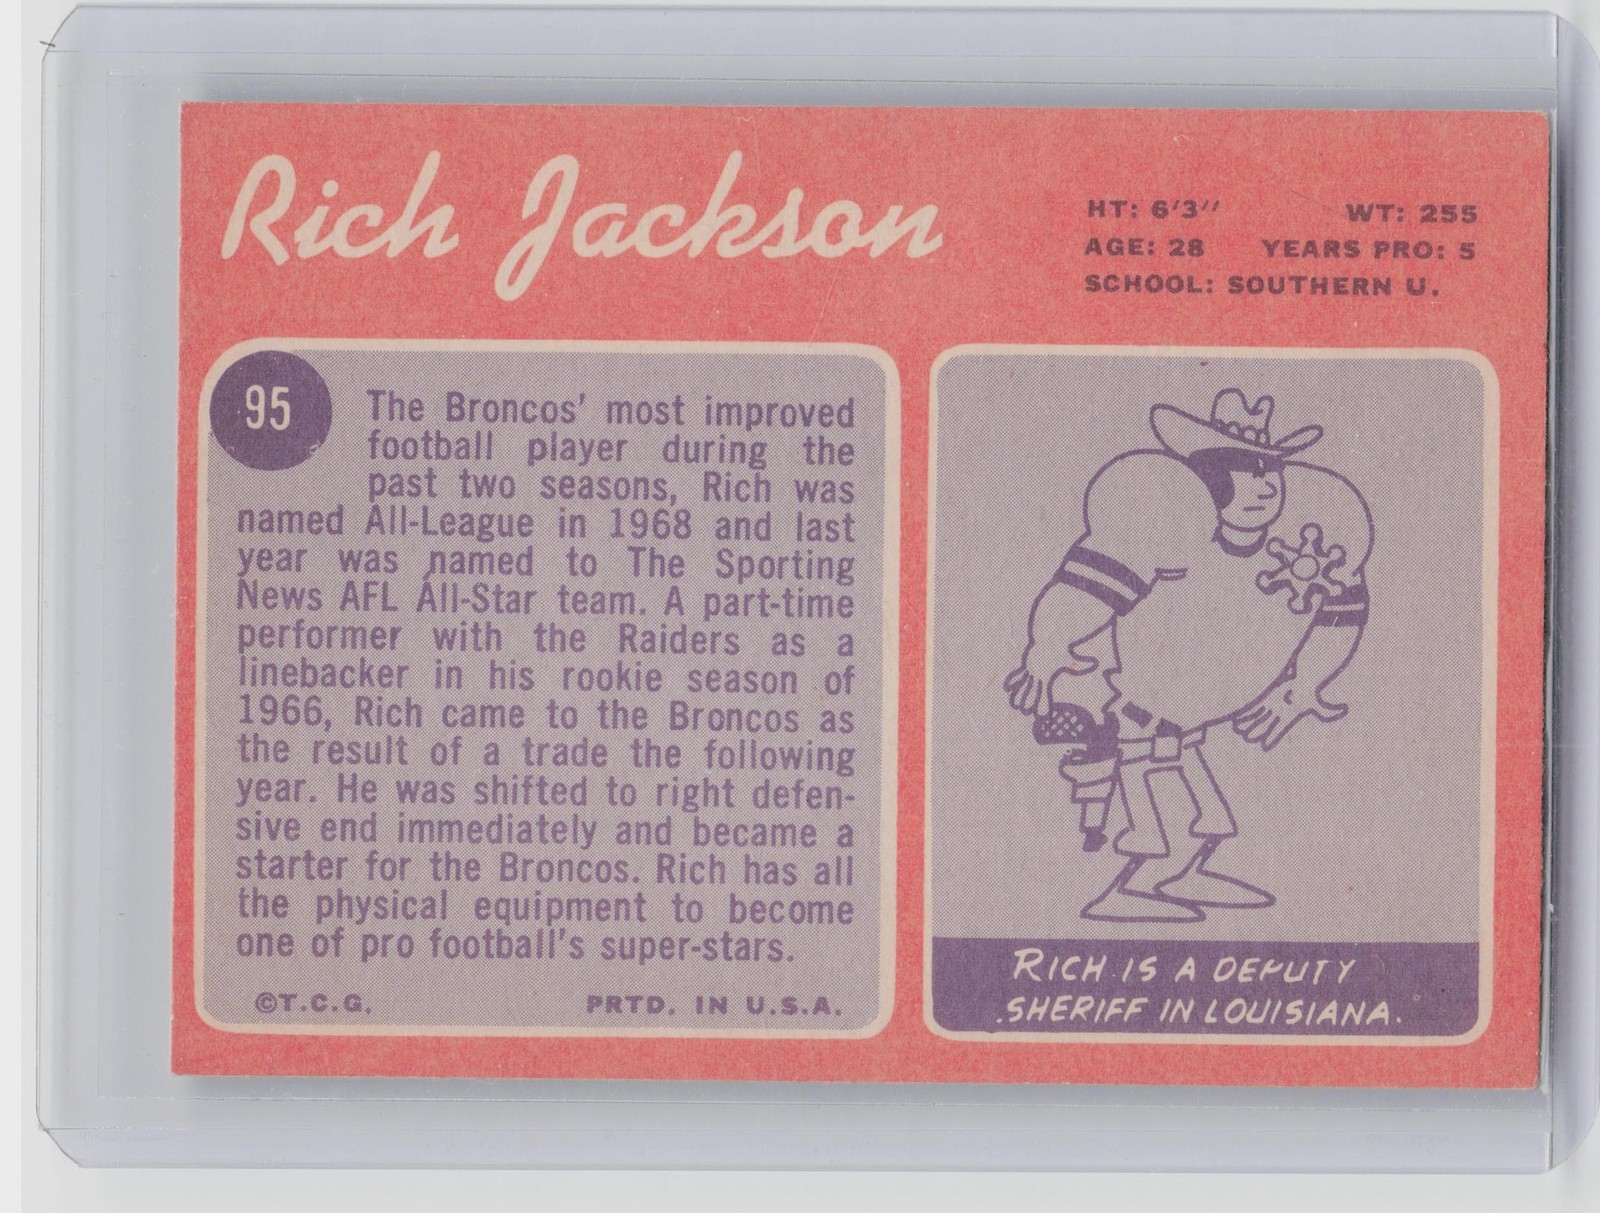 Rich Jackson
HT: 6'3" WT: 255
AGE: 28 YEARS PRO: 5
SCHOOL: SOUTHERN U.
95
The Broncos' most improved
football player during the
past two seasons, Rich was
named All-League in 1968 and last
year was named to The Sporting
News AFL All-Star team. A part-time
performer with the Raiders as a
linebacker in his rookie season of
1966, Rich came to the Broncos as
the result of a trade the following
year. He was shifted to right defen-
sive end immediately and became a
starter for the Broncos. Rich has all
the physical equipment to become
one of pro football's super-stars.
©T.C.G. PRTD. IN U.S.A.
RICH IS A DEPUTY
SHERIFF IN LOUISIANA.